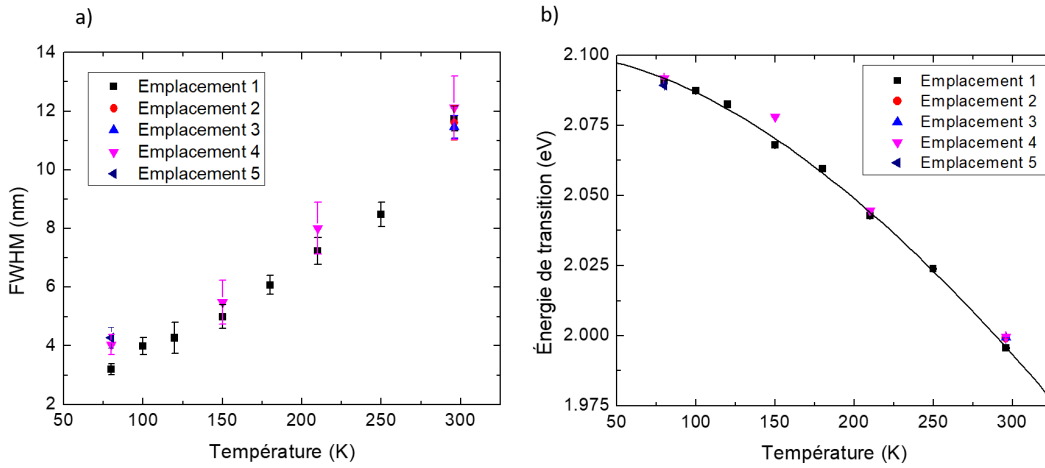 a)
14
12
10
8
6
4
2
50
100
150
200
250
300
FWHM (nm)
Température (K)
Emplacement 1
Emplacement 2
Emplacement 3
Emplacement 4
Emplacement 5
b)
2.100
2.075
2.050
2.025
2.000
1.975
50
100
150
200
250
300
Énergie de transition (eV)
Température (K)
Emplacement 1
Emplacement 2
Emplacement 3
Emplacement 4
Emplacement 5